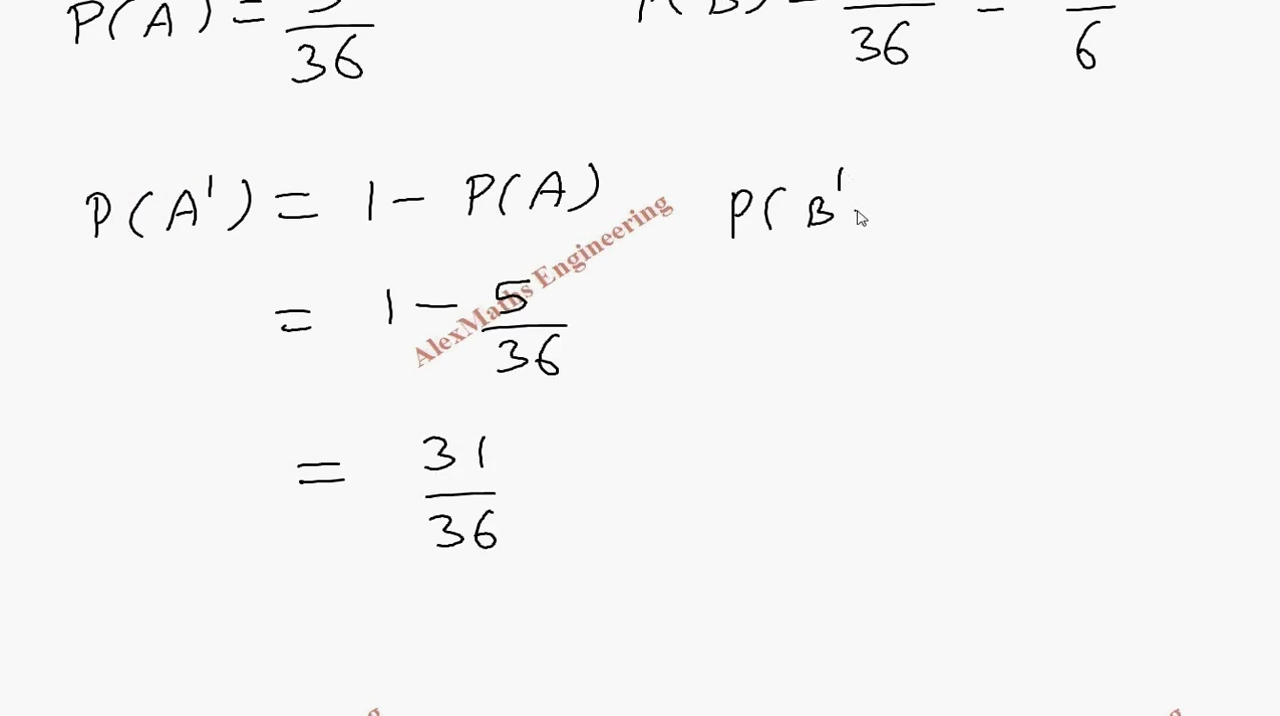 P(A) = 5/36
P(B) = /36 = /6
P(A') = 1 - P(A)
P(B'
= 1 - 5/36
= 31/36
AlexMaths Engineering